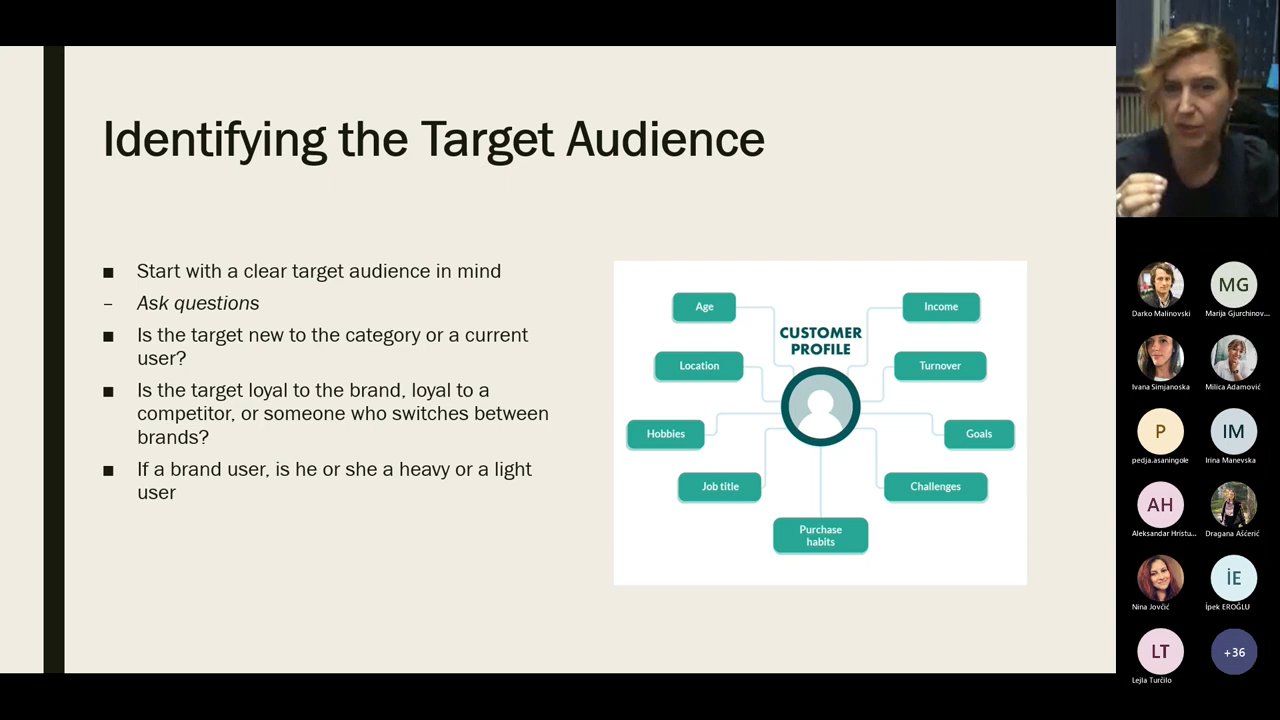 Identifying the Target Audience
■ Start with a clear target audience in mind
– Ask questions
■ Is the target new to the category or a current
user?
■ Is the target loyal to the brand, loyal to a
competitor, or someone who switches between
brands?
■ If a brand user, is he or she a heavy or a light
user
CUSTOMER
PROFILE
Age
Income
Location
Turnover
Hobbies
Goals
Job title
Challenges
Purchase
habits
MG
Darko Malinovski
Marija Gjurchinov...
Ivana Simjanoska
Milica Adamović
P
IM
pedja.asaningole
Irina Manevska
AH
Aleksandar Hristu...
Dragana Ašćerić
İE
Nina Jovčić
İpek EROĞLU
LT
+36
Lejla Turčilo